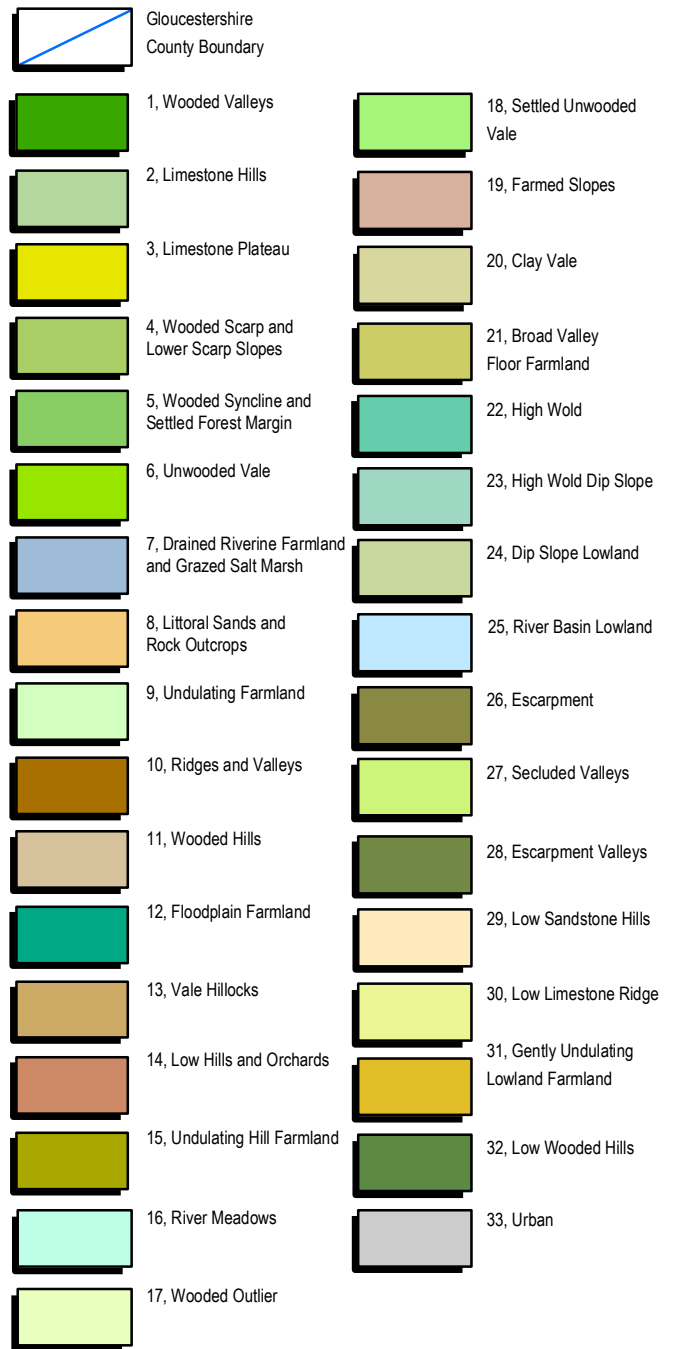 Gloucestershire
County Boundary
1, Wooded Valleys
2, Limestone Hills
3, Limestone Plateau
4, Wooded Scarp and
Lower Scarp Slopes
5, Wooded Syncline and
Settled Forest Margin
6, Unwooded Vale
7, Drained Riverine Farmland
and Grazed Salt Marsh
8, Littoral Sands and
Rock Outcrops
9, Undulating Farmland
10, Ridges and Valleys
11, Wooded Hills
12, Floodplain Farmland
13, Vale Hillocks
14, Low Hills and Orchards
15, Undulating Hill Farmland
16, River Meadows
17, Wooded Outlier
18, Settled Unwooded
Vale
19, Farmed Slopes
20, Clay Vale
21, Broad Valley
Floor Farmland
22, High Wold
23, High Wold Dip Slope
24, Dip Slope Lowland
25, River Basin Lowland
26, Escarpment
27, Secluded Valleys
28, Escarpment Valleys
29, Low Sandstone Hills
30, Low Limestone Ridge
31, Gently Undulating
Lowland Farmland
32, Low Wooded Hills
33, Urban